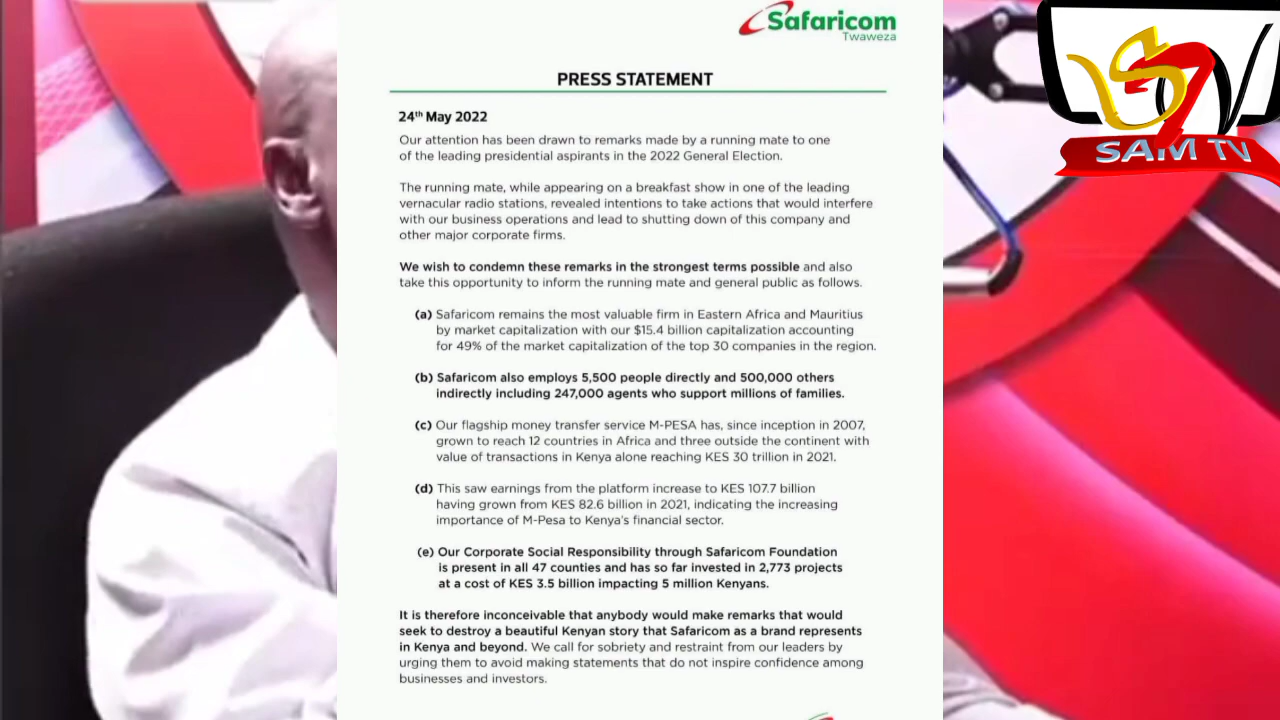 Safaricom
Twaweza
SAM TV
PRESS STATEMENT
24th May 2022
Our attention has been drawn to remarks made by a running mate to one
of the leading presidential aspirants in the 2022 General Election.
The running mate, while appearing on a breakfast show in one of the leading
vernacular radio stations, revealed intentions to take actions that would interfere
with our business operations and lead to shutting down of this company and
other major corporate firms.
We wish to condemn these remarks in the strongest terms possible and also
take this opportunity to inform the running mate and general public as follows.
(a) Safaricom remains the most valuable firm in Eastern Africa and Mauritius
by market capitalization with our $15.4 billion capitalization accounting
for 49% of the market capitalization of the top 30 companies in the region.
(b) Safaricom also employs 5,500 people directly and 500,000 others
indirectly including 247,000 agents who support millions of families.
(c) Our flagship money transfer service M-PESA has, since inception in 2007,
grown to reach 12 countries in Africa and three outside the continent with
value of transactions in Kenya alone reaching KES 30 trillion in 2021.
(d) This saw earnings from the platform increase to KES 107.7 billion
having grown from KES 82.6 billion in 2021, indicating the increasing
importance of M-Pesa to Kenya's financial sector.
(e) Our Corporate Social Responsibility through Safaricom Foundation
is present in all 47 counties and has so far invested in 2,773 projects
at a cost of KES 3.5 billion impacting 5 million Kenyans.
It is therefore inconceivable that anybody would make remarks that would
seek to destroy a beautiful Kenyan story that Safaricom as a brand represents
in Kenya and beyond. We call for sobriety and restraint from our leaders by
urging them to avoid making statements that do not inspire confidence among
businesses and investors.